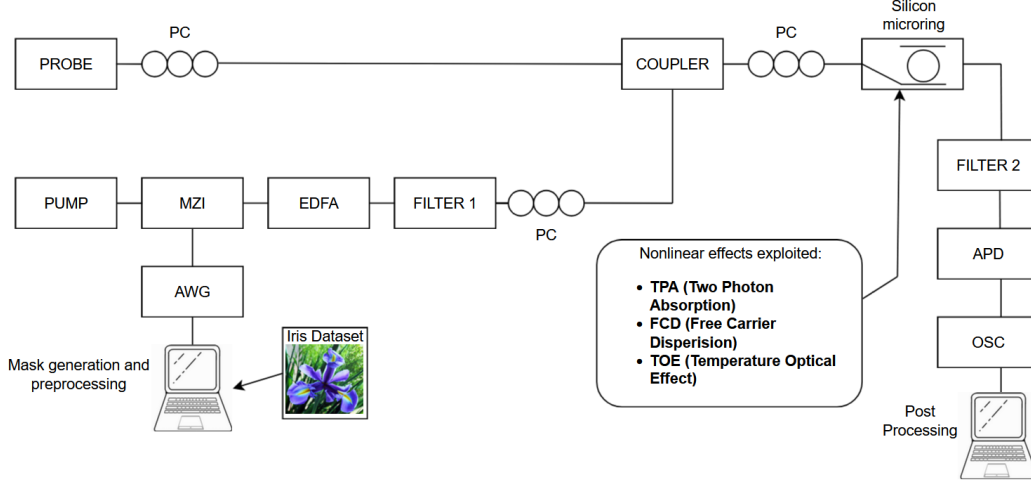 Silicon
microring
PC
PC
PROBE
COUPLER
FILTER 2
PUMP
MZI
EDFA
FILTER 1
PC
APD
Nonlinear effects exploited:
• TPA (Two Photon
Absorption)
• FCD (Free Carrier
Disperision)
• TOE (Temperature Optical
Effect)
AWG
OSC
Iris Dataset
Mask generation and
preprocessing
Post
Processing